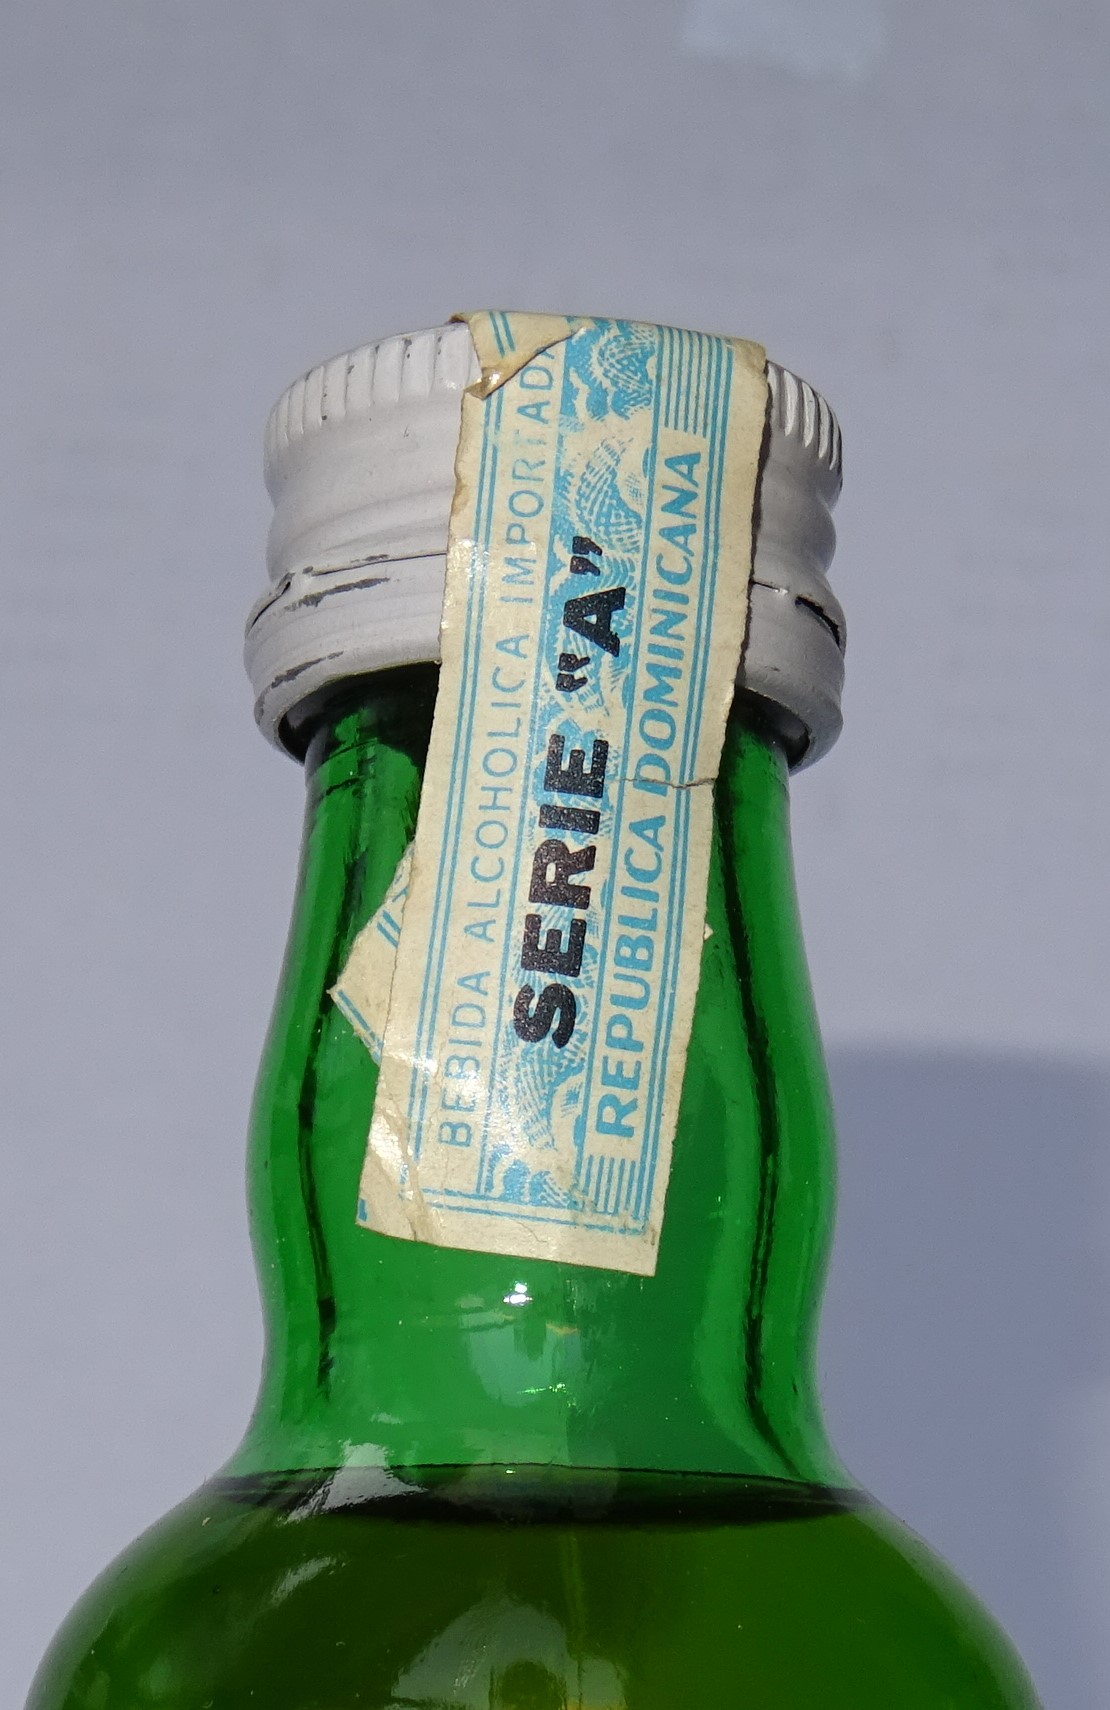 BEBIDA ALCOHOLICA IMPORTADA
SERIE "A"
REPUBLICA DOMINICANA